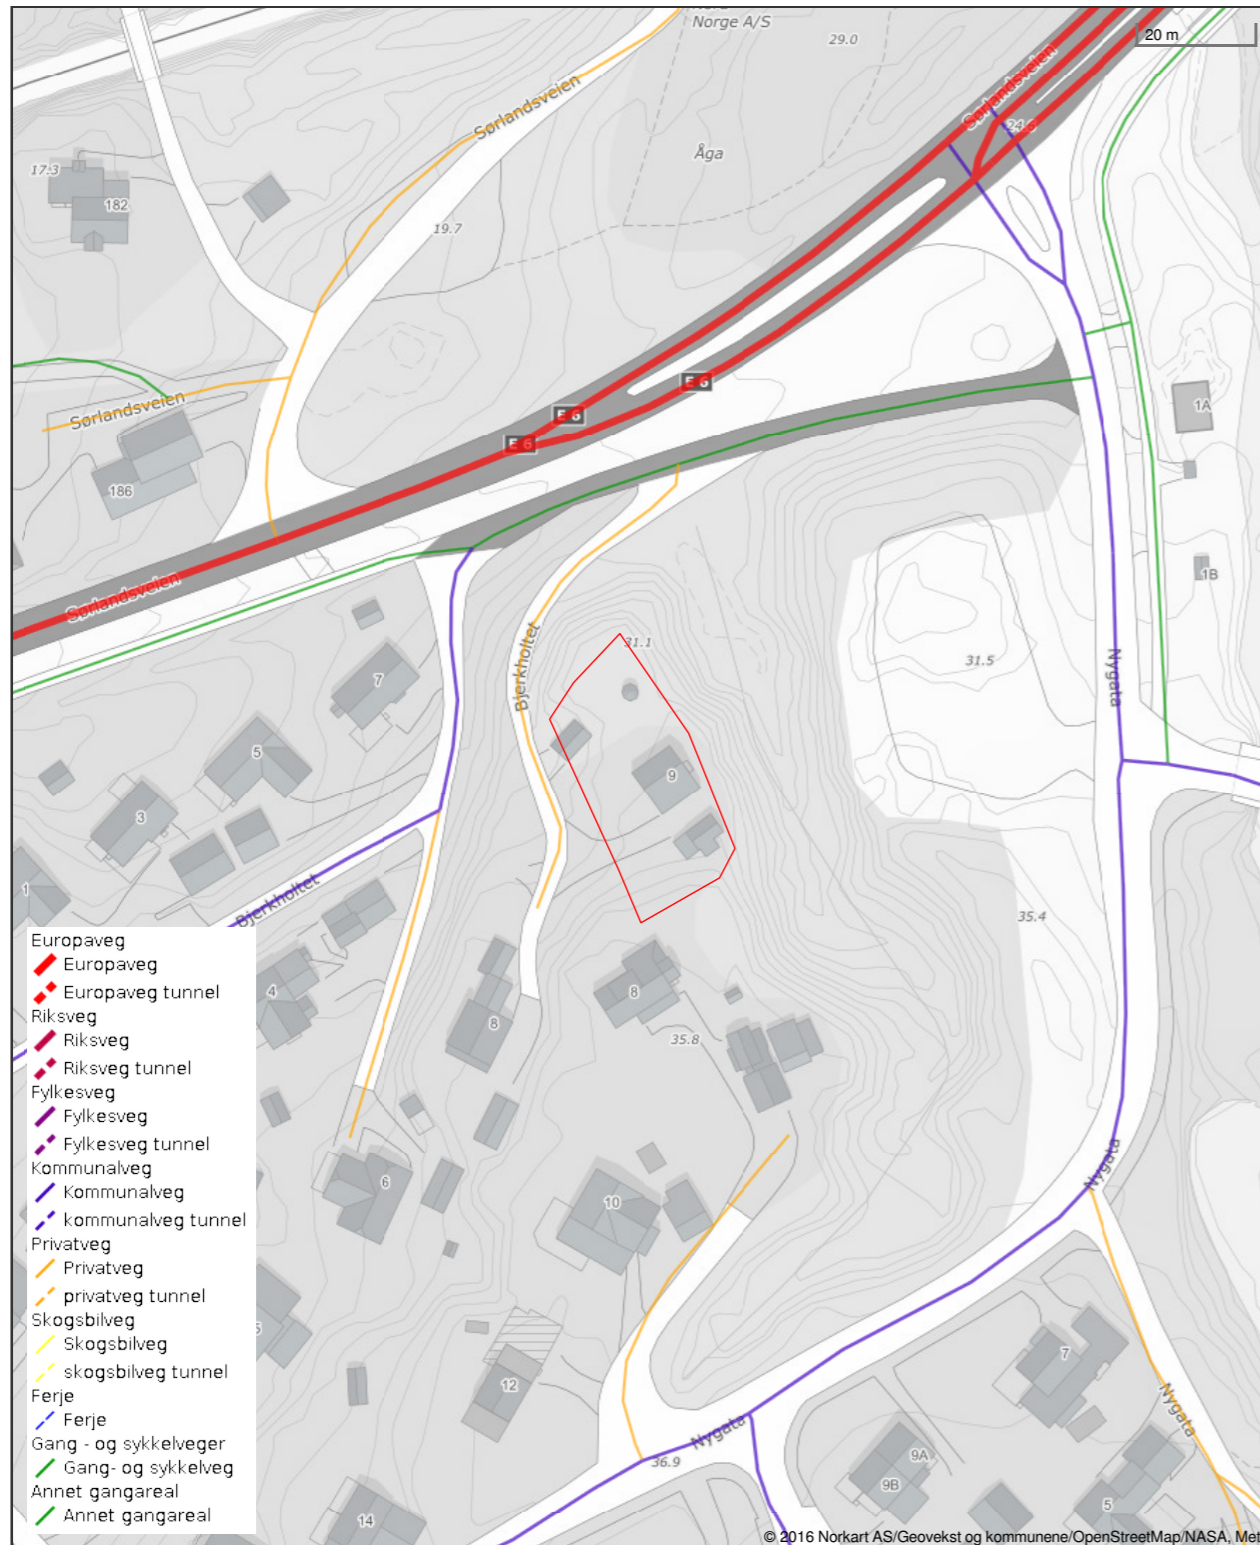 Norge A/S
29.0
20 m
Sørlandsveien
Sørlandsveien
24.8
Åga
17.3
182
19.7
E 6
E 6
E 6
Sørlandsveien
1A
186
1B
Sørlandsveien
Bjerkholtet
31.1
31.5
Nygata
7
5
9
3
1
Bjerkholtet
35.4
4
8
8
35.8
6
10
Nygata
5
12
7
Nygata
Nygata
36.9
9A
9B
5
14
Europaveg
Europaveg
Europaveg tunnel
Riksveg
Riksveg
Riksveg tunnel
Fylkesveg
Fylkesveg
Fylkesveg tunnel
Kommunalveg
Kommunalveg
kommunalveg tunnel
Privatveg
Privatveg
privatveg tunnel
Skogsbilveg
Skogsbilveg
skogsbilveg tunnel
Ferje
Ferje
Gang - og sykkelveger
Gang- og sykkelveg
Annet gangareal
Annet gangareal
© 2016 Norkart AS/Geovekst og kommunene/OpenStreetMap/NASA, Met